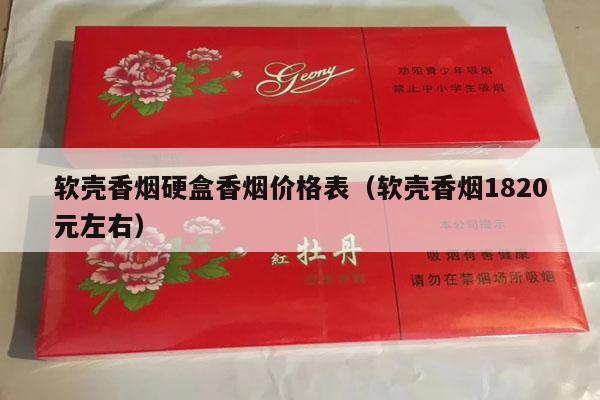 Geony
劝阻青少年吸烟
禁止中小学生吸烟
软壳香烟硬盒香烟价格表（软壳香烟1820
元左右）
本公司提示
紅 牡丹
吸烟有害健康
请勿在禁烟场所吸烟